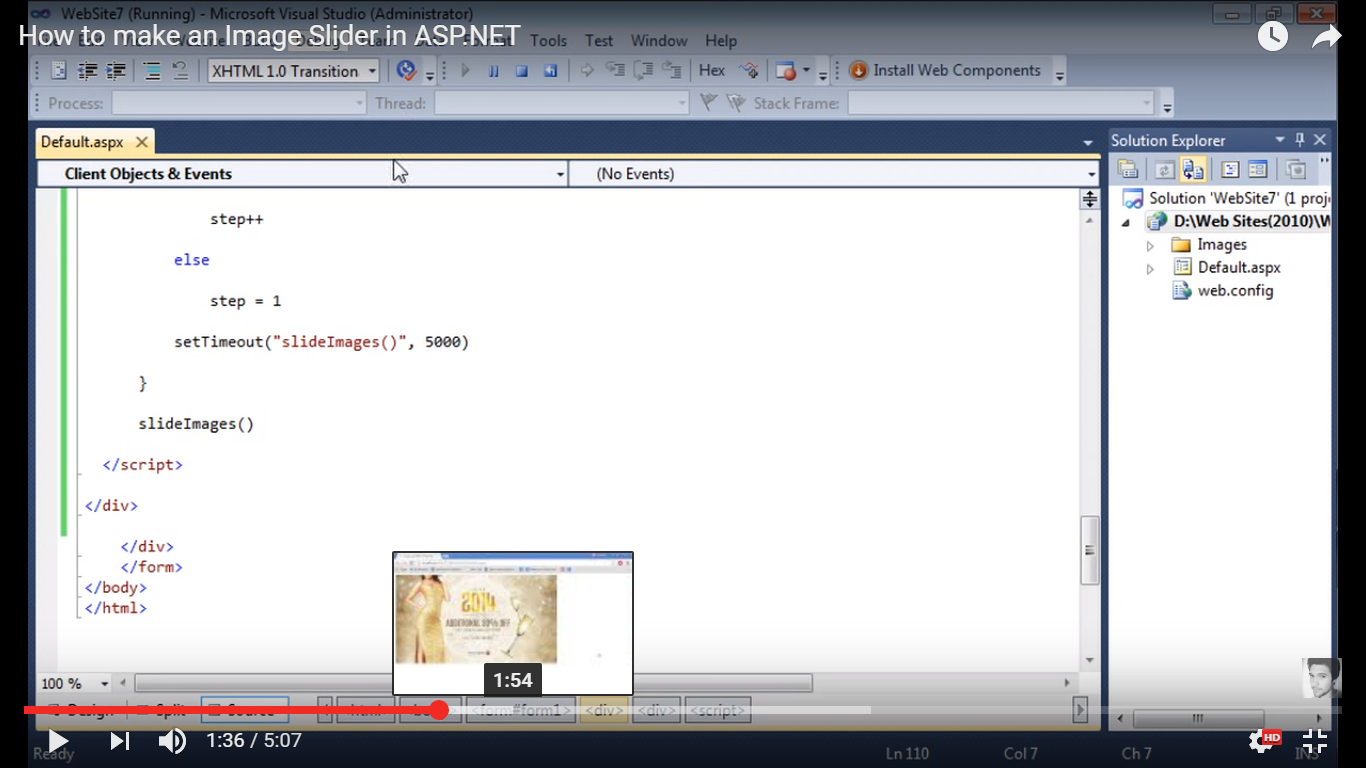 WebSite7 (Running) - Microsoft Visual Studio (Administrator)
How to make an Image Slider in ASP.NET
Tools Test Window Help
XHTML 1.0 Transition
Hex
Install Web Components
Process:
Thread:
Stack Frame:
Default.aspx
Solution Explorer
Client Objects & Events
(No Events)
step++
else
step = 1
setTimeout("slideImages()", 5000)
}
slideImages()
</script>
</div>
</div>
</form>
</body>
</html>
Solution 'WebSite7' (1 proj
D:\Web Sites(2010)\W
Images
Default.aspx
web.config
2014
ADDITIONAL 20% OFF
1:54
100 %
Design
Split
Source
<html>
<form#form1>
<div>
<div>
<script>
1:36 / 5:07
HD
Ready
Ln 110
Col 7
Ch 7
INS